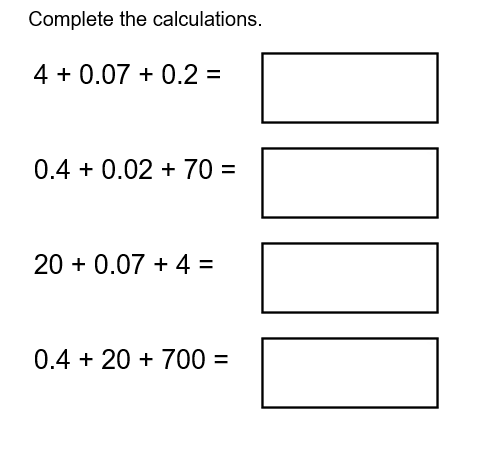 Complete the calculations.
4 + 0.07 + 0.2 =
0.4 + 0.02 + 70 =
20 + 0.07 + 4 =
0.4 + 20 + 700 =